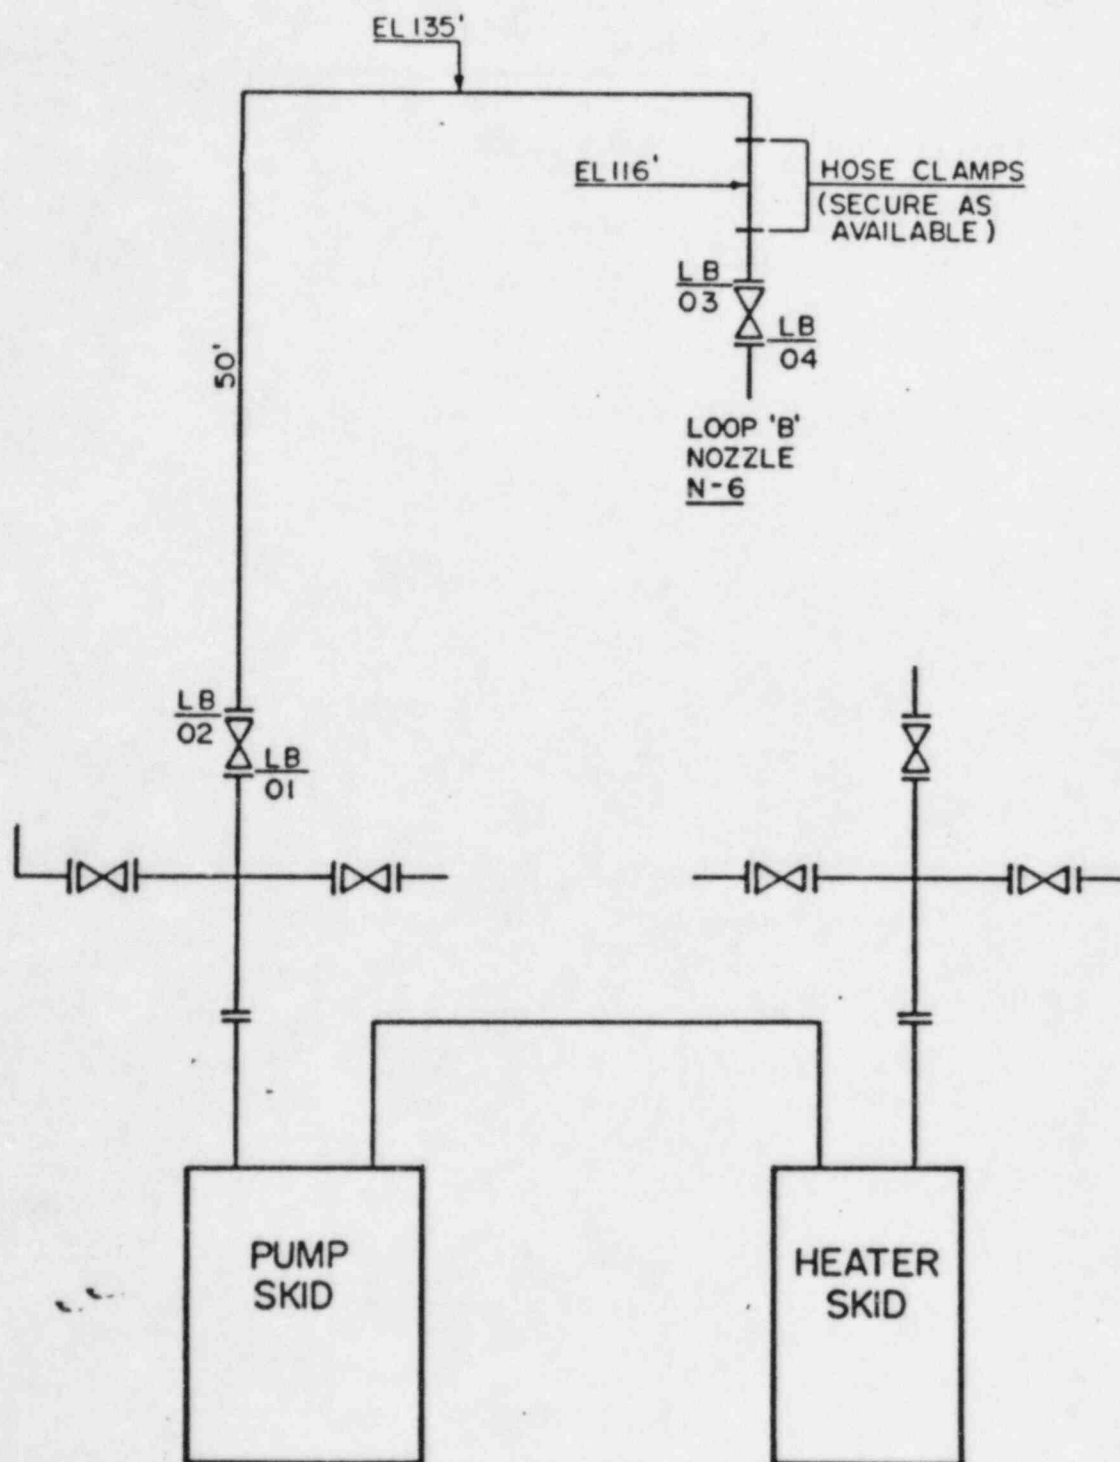 EL 135'
EL 116'
HOSE CLAMPS
(SECURE AS
AVAILABLE)
LB
03
LB
04
50'
LOOP 'B'
NOZZLE
N-6
LB
02
LB
01
PUMP
SKID
HEATER
SKID